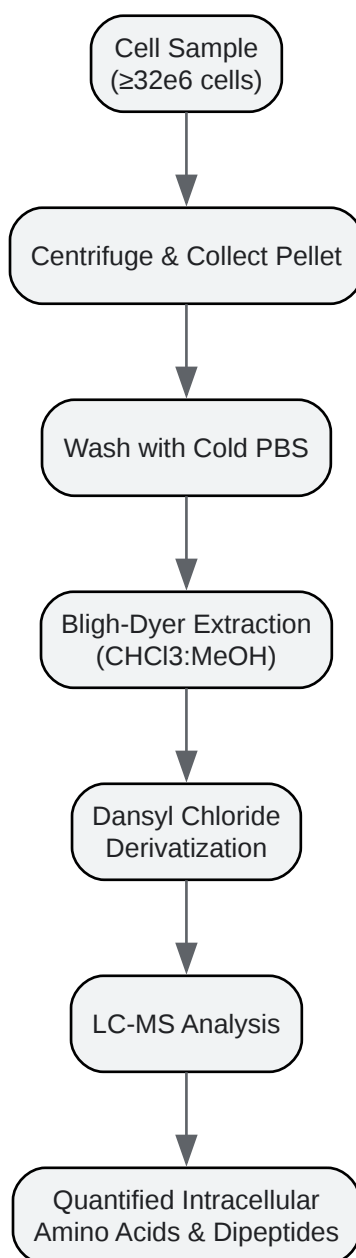 Cell Sample
(≥32e6 cells)
Centrifuge & Collect Pellet
Wash with Cold PBS
Bligh-Dyer Extraction
(CHCl3:MeOH)
Dansyl Chloride
Derivatization
LC-MS Analysis
Quantified Intracellular
Amino Acids & Dipeptides